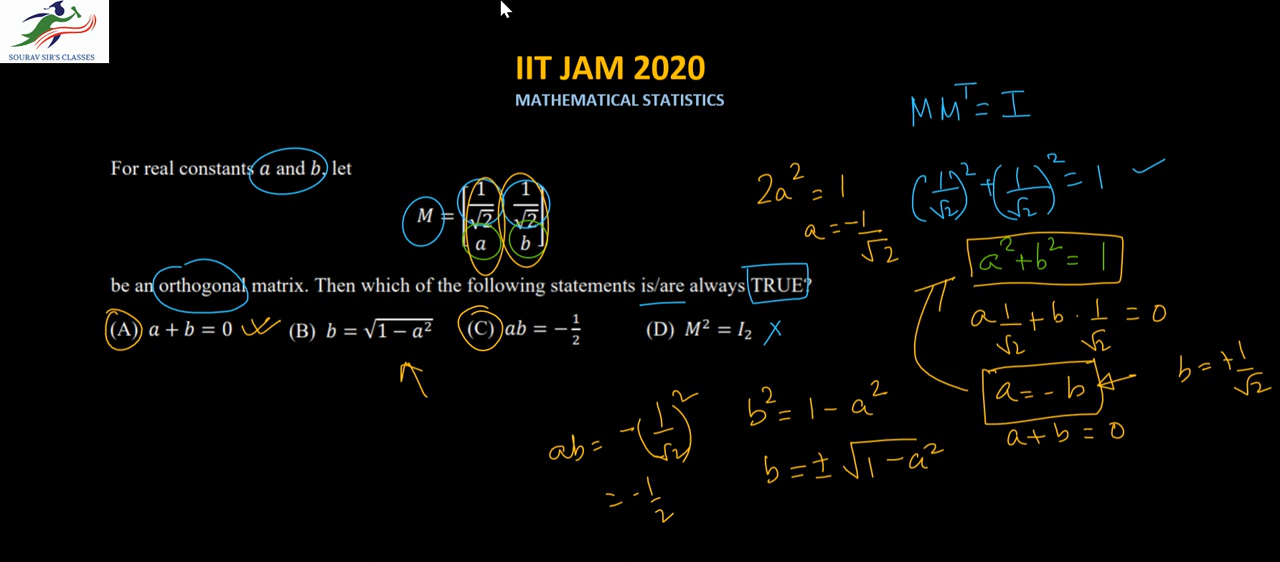 SOURAV SIR'S CLASSES
IIT JAM 2020
MATHEMATICAL STATISTICS
For real constants a and b, let
M = [ 1/√2 1/√2 ; a b ]
be an orthogonal matrix. Then which of the following statements is/are always TRUE?
(A) a + b = 0 (B) b = √(1 − a²) (C) ab = −1/2 (D) M² = I₂ X
MMᵀ = I
(1/√2)² + (1/√2)² = 1 ✓
a² + b² = 1
a 1/√2 + b · 1/√2 = 0
a = - b
a + b = 0
b = +1/√2
2a² = 1
a = -1/√2
b² = 1 - a²
b = ± √(1-a²)
ab = -(1/√2)²
= -1/2